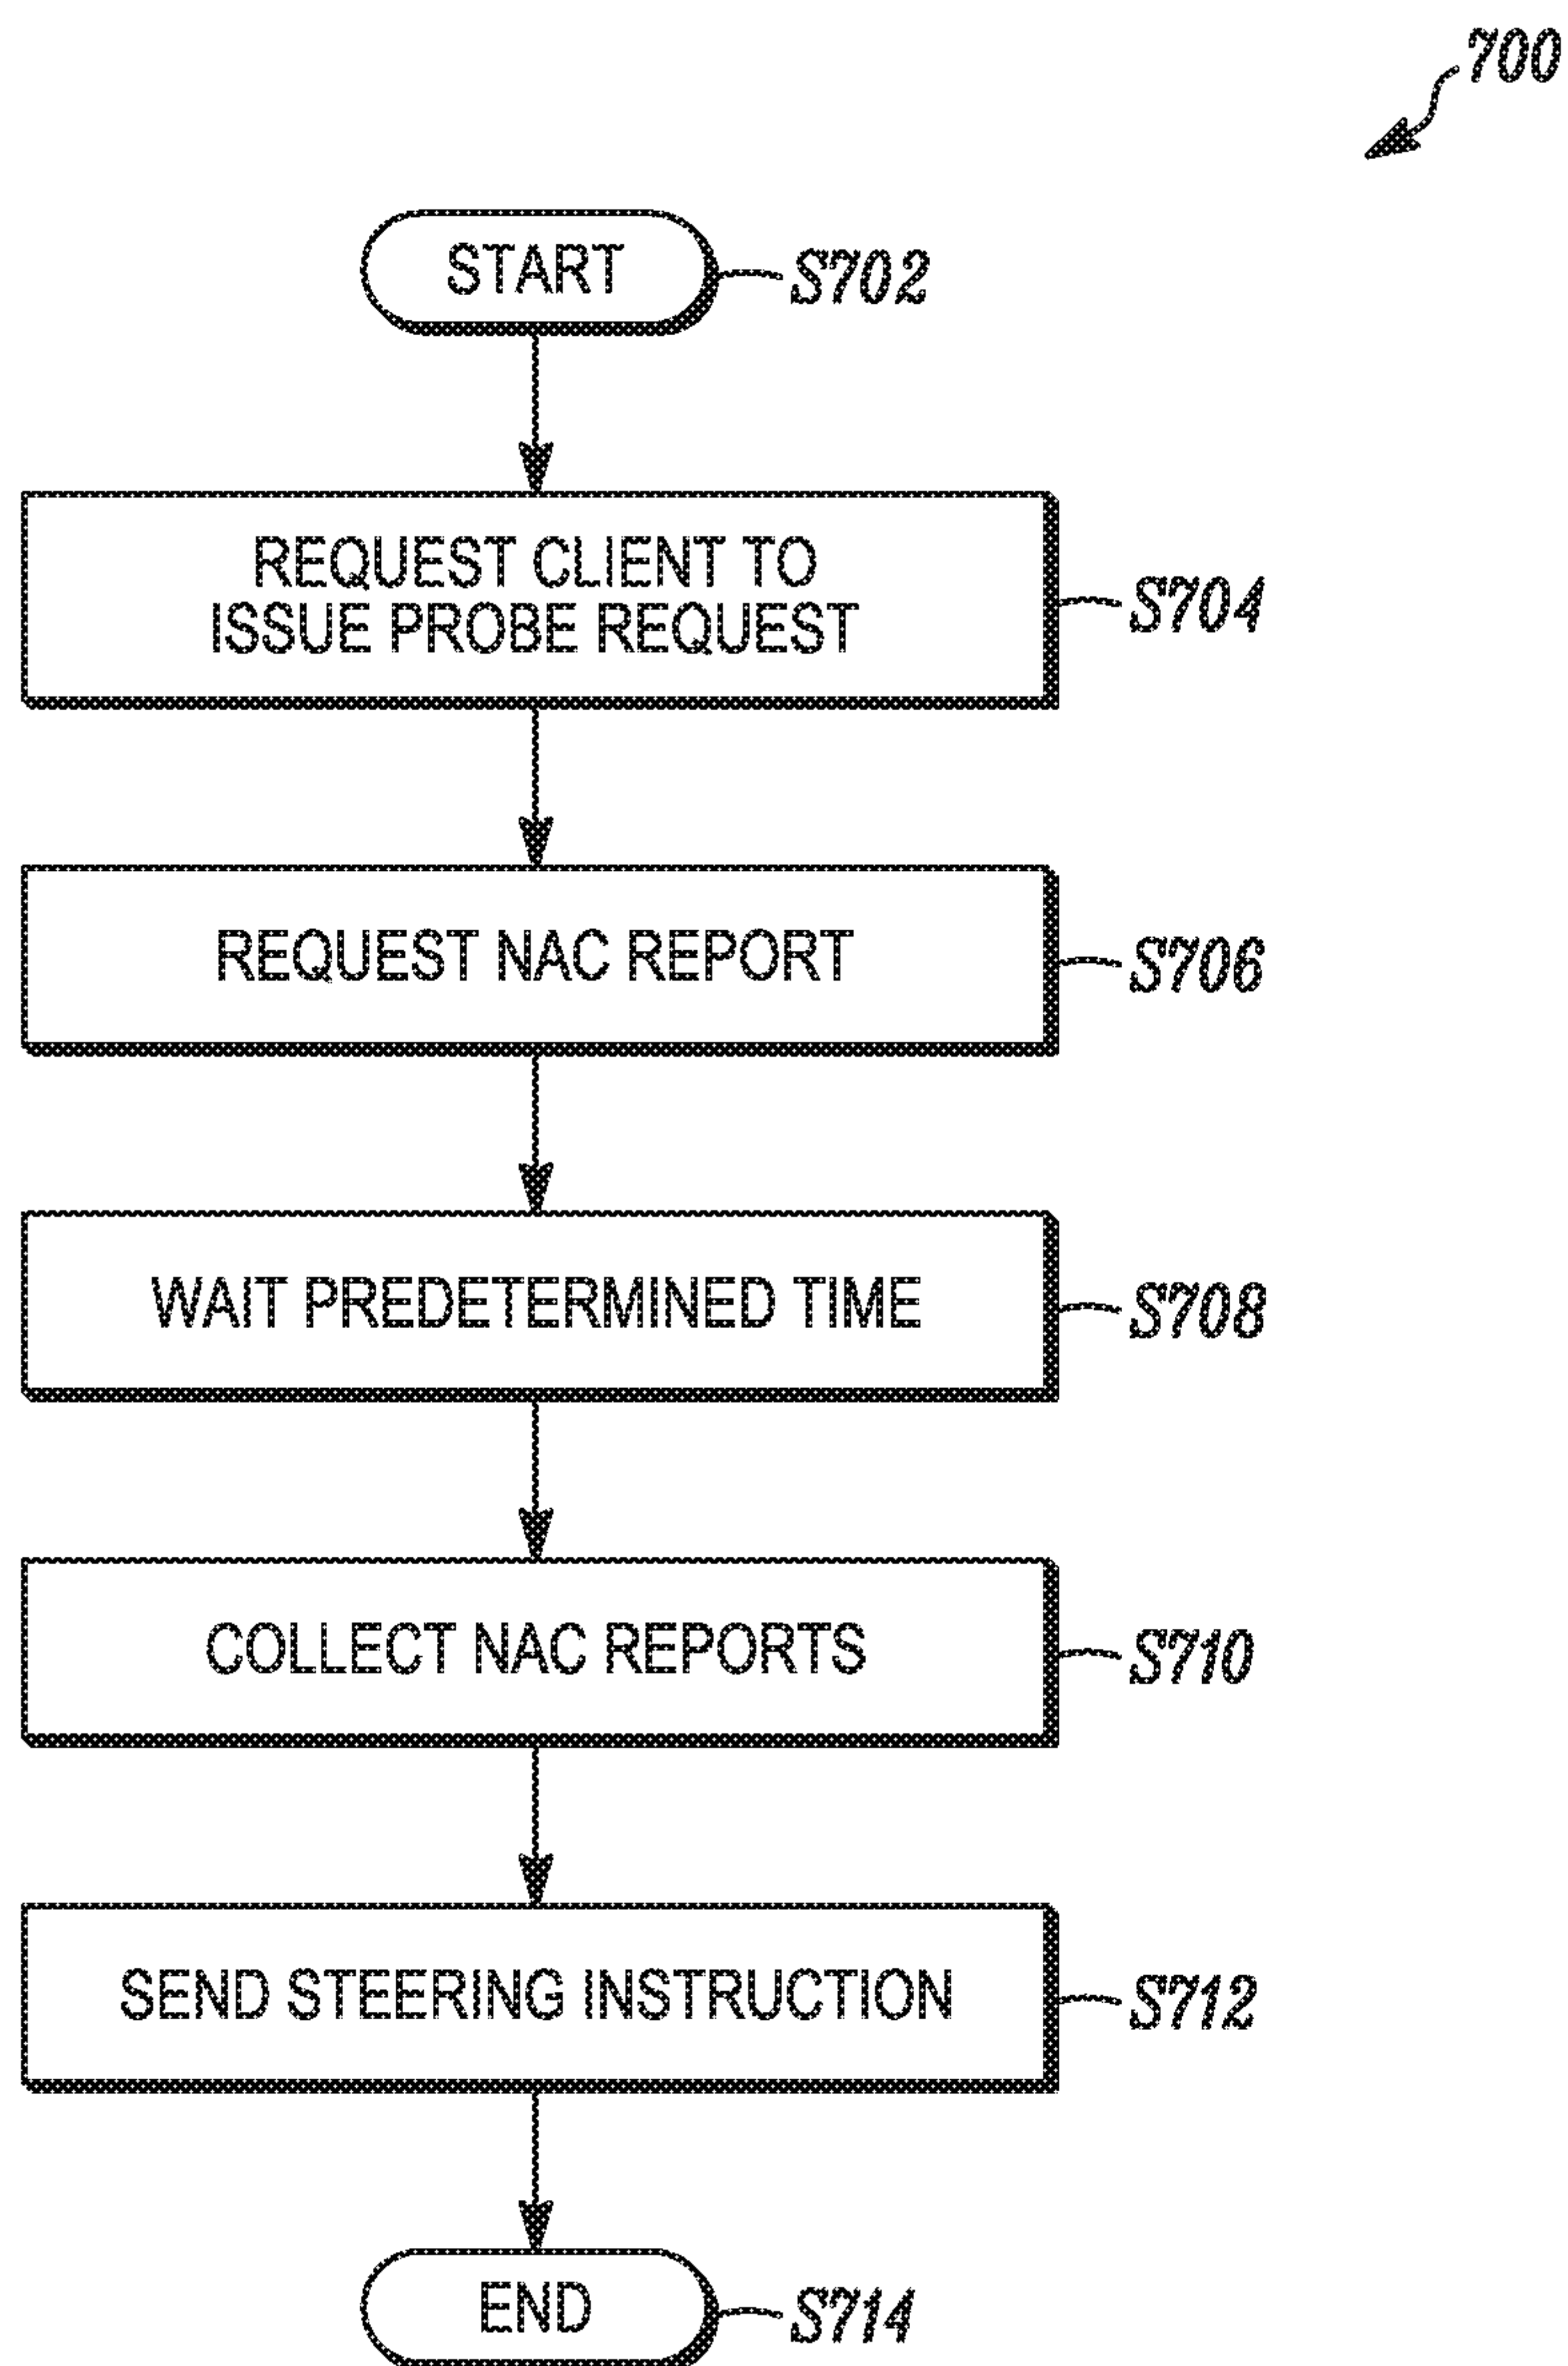 700
START
S702
REQUEST CLIENT TO
ISSUE PROBE REQUEST
S704
REQUEST NAC REPORT
S706
WAIT PREDETERMINED TIME
S708
COLLECT NAC REPORTS
S710
SEND STEERING INSTRUCTION
S712
END
S714